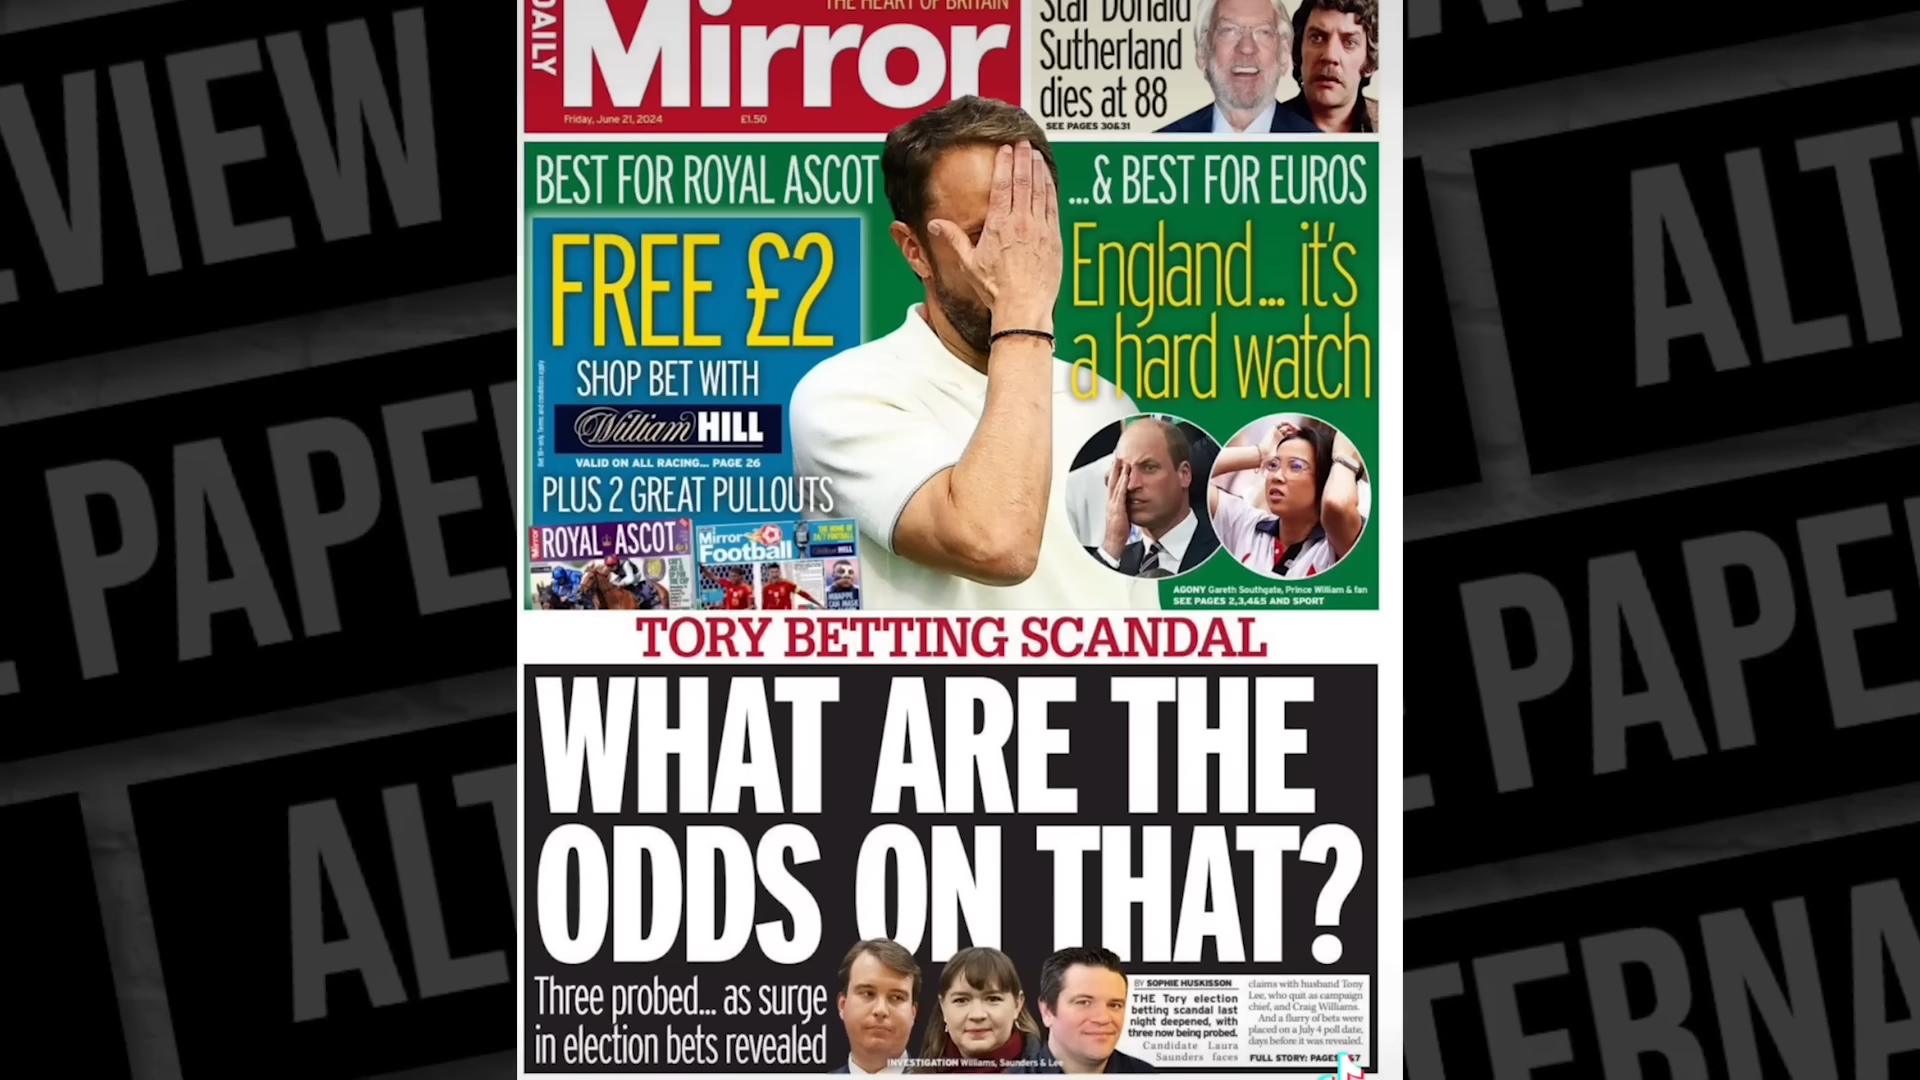 DAILY
THE HEART OF BRITAIN
Mirror
Friday, June 21, 2024
£1.50
Star Donald
Sutherland
dies at 88
SEE PAGES 30&31
BEST FOR ROYAL ASCOT
...& BEST FOR EUROS
FREE £2
SHOP BET WITH
William HILL
VALID ON ALL RACING... PAGE 26
PLUS 2 GREAT PULLOUTS
ROYAL ASCOT
Mirror
Football
England... it's
a hard watch
AGONY Gareth Southgate, Prince William & fan
SEE PAGES 2,3,4&5 AND SPORT
TORY BETTING SCANDAL
WHAT ARE THE
ODDS ON THAT?
Three probed... as surge
in election bets revealed
INVESTIGATION Williams, Saunders & Lee
BY SOPHIE HUSKISSON
THE Tory election
betting scandal last
night deepened, with
three now being probed.
Candidate Laura
Saunders faces
claims with husband Tony
Lee, who quit as campaign
chief, and Craig Williams.
And a flurry of bets were
placed on a July 4 poll date,
days before it was revealed.
FULL STORY: PAGES &7
VIEW
PAPE
ALT
ALT
PAPE
TERNA